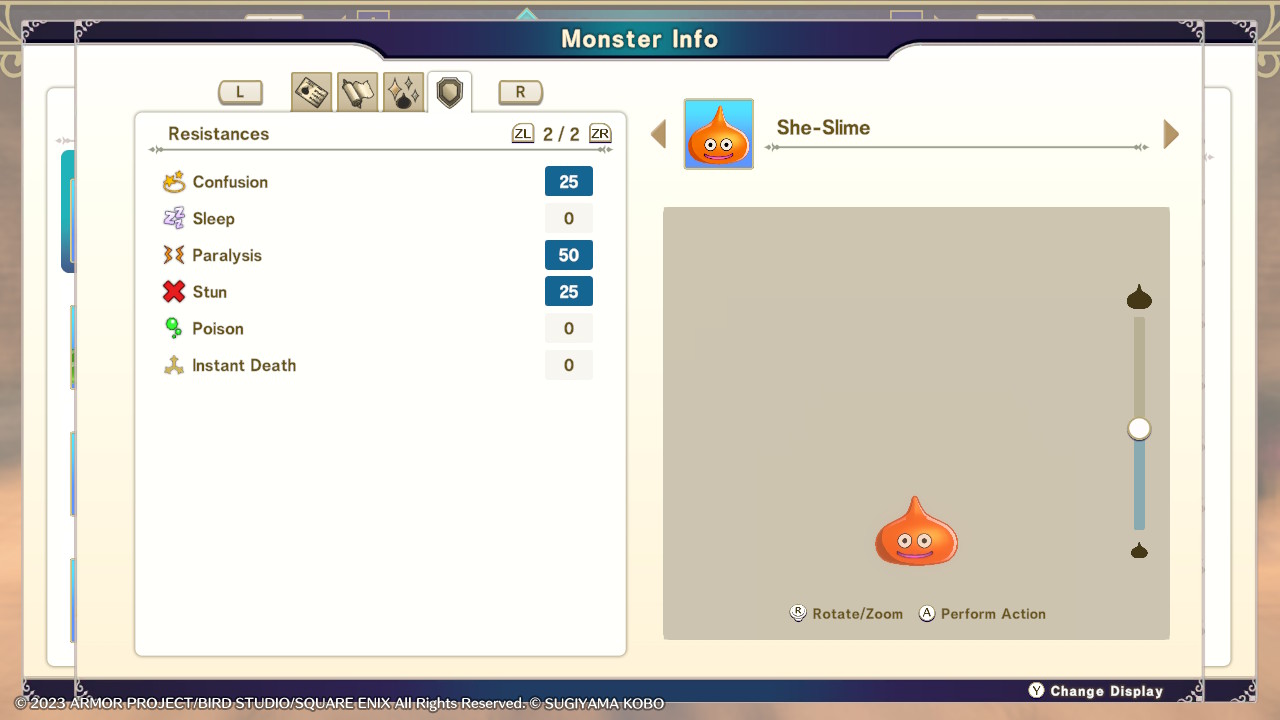 Monster Info
L
R
Resistances
ZL 2 / 2 ZR
Confusion 25
Sleep 0
Paralysis 50
Stun 25
Poison 0
Instant Death 0
She-Slime
R Rotate/Zoom A Perform Action
Y Change Display
© 2023 ARMOR PROJECT/BIRD STUDIO/SQUARE ENIX All Rights Reserved. © SUGIYAMA KOBO